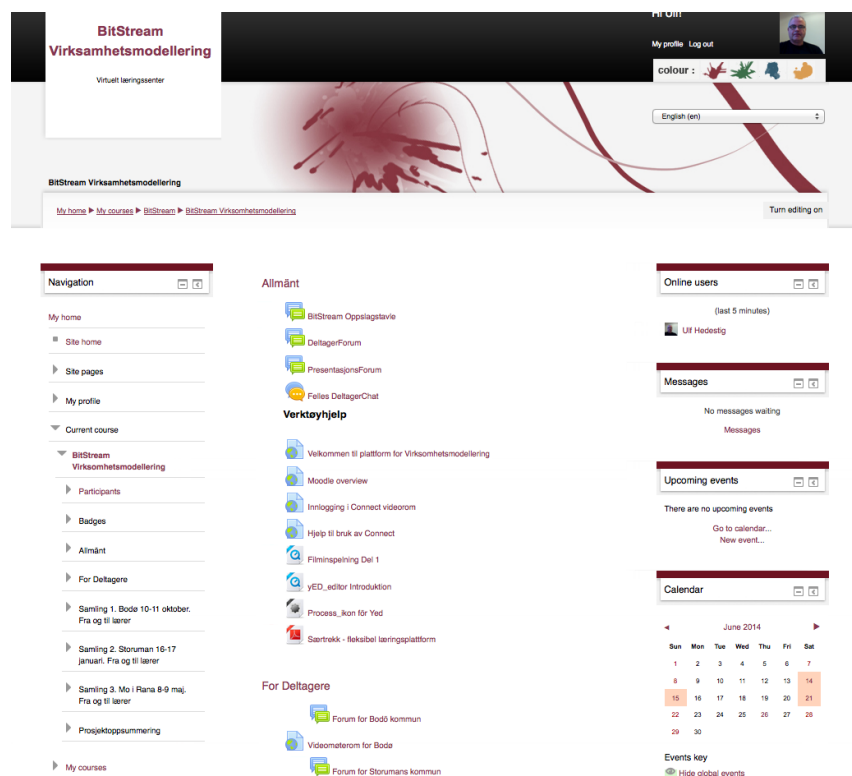 BitStream
Virksamhetsmodellering
Virtuelt læringssenter
Hi Ulf!
My profile Log out
colour :
English (en)
BitStream Virksamhetsmodellering
My home ▶ My courses ▶ BitStream ▶ BitStream Virksomhetsmodellering
Turn editing on
Navigation
My home
Site home
Site pages
My profile
Current course
BitStream
Virksomhetsmodellering
Participants
Badges
Allmänt
For Deltagere
Samling 1. Bodø 10-11 oktober.
Fra og til lærer
Samling 2. Storuman 16-17
januari. Fra og til lærer
Samling 3. Mo i Rana 8-9 maj.
Fra og til lærer
Prosjektoppsummering
My courses
Allmänt
BitStream Oppslagstavle
DeltagerForum
PresentasjonsForum
Felles DeltagerChat
Verktøyhjelp
Velkommen til plattform for Virksomhetsmodellering
Moodle overview
Innlogging i Connect videorom
Hjelp til bruk av Connect
Filminspelning Del 1
yED_editor Introduktion
Process_ikon för Yed
Særtrekk - fleksibel læringsplattform
For Deltagere
Forum for Bodö kommun
Videomøterom for Bodø
Forum for Storumans kommun
Online users
(last 5 minutes)
Ulf Hedestig
Messages
No messages waiting
Messages
Upcoming events
There are no upcoming events
Go to calendar...
New event...
Calendar
◀ June 2014 ▶
Sun Mon Tue Wed Thu Fri Sat
1 2 3 4 5 6 7
8 9 10 11 12 13 14
15 16 17 18 19 20 21
22 23 24 25 26 27 28
29 30
Events key
Hide global events